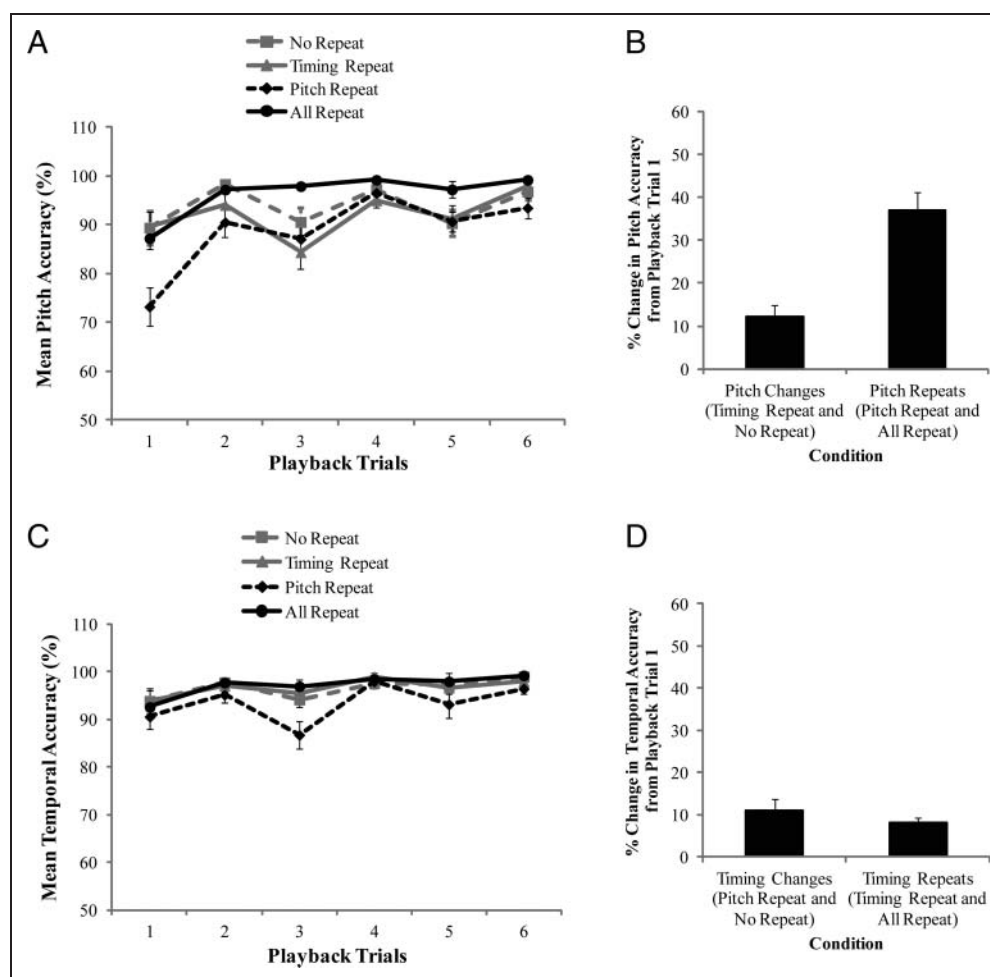 A
No Repeat
Timing Repeat
Pitch Repeat
All Repeat
Mean Pitch Accuracy (%)
110
100
90
80
70
60
50
1 2 3 4 5 6
Playback Trials
B
% Change in Pitch Accuracy
from Playback Trial 1
60
50
40
30
20
10
0
Pitch Changes
(Timing Repeat and
No Repeat)
Pitch Repeats
(Pitch Repeat and
All Repeat)
Condition
C
No Repeat
Timing Repeat
Pitch Repeat
All Repeat
Mean Temporal Accuracy (%)
110
100
90
80
70
60
50
1 2 3 4 5 6
Playback Trials
D
% Change in Temporal Accuracy
from Playback Trial 1
60
50
40
30
20
10
0
Timing Changes
(Pitch Repeat and
No Repeat)
Timing Repeats
(Timing Repeat and
All Repeat)
Condition